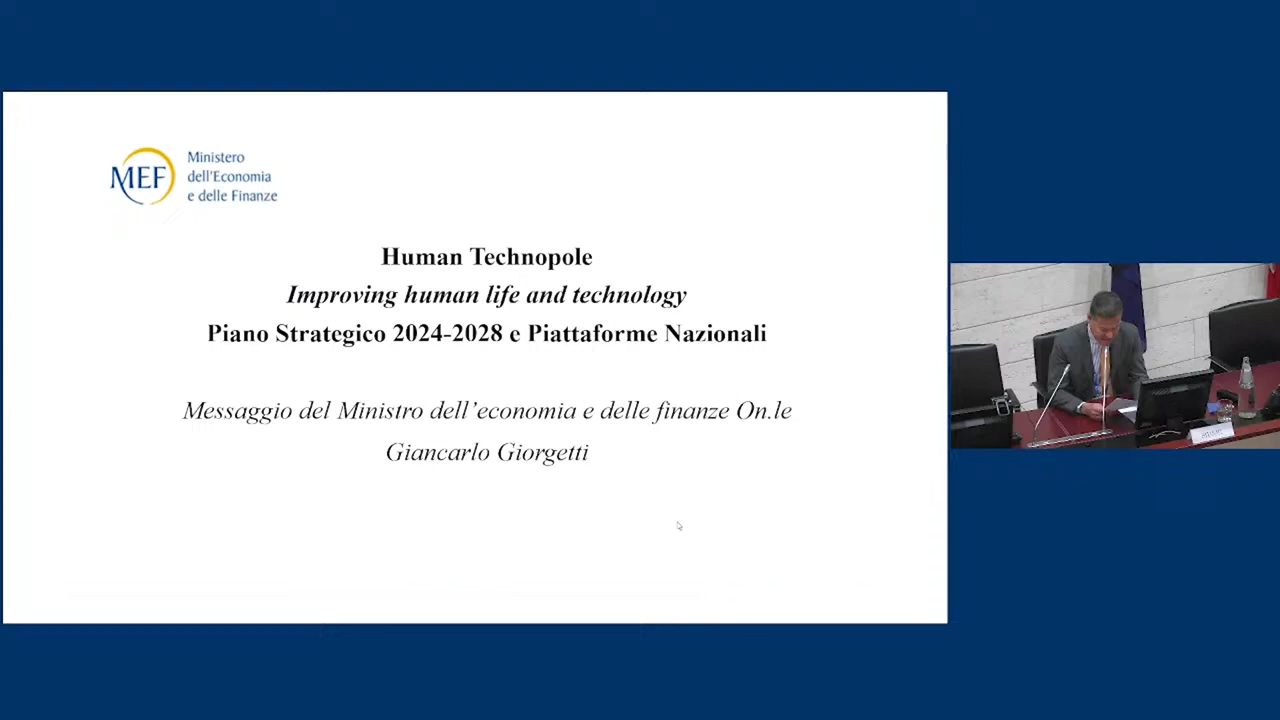 MEF
Ministero
dell'Economia
e delle Finanze
Human Technopole
Improving human life and technology
Piano Strategico 2024-2028 e Piattaforme Nazionali
Messaggio del Ministro dell’economia e delle finanze On.le
Giancarlo Giorgetti